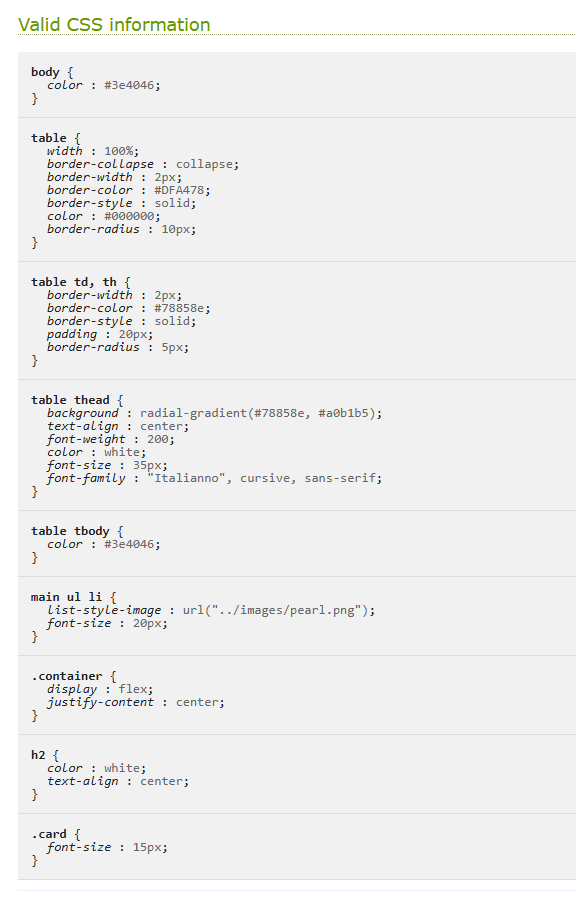 Valid CSS information
body {
color : #3e4046;
}
table {
width : 100%;
border-collapse : collapse;
border-width : 2px;
border-color : #DFA478;
border-style : solid;
color : #000000;
border-radius : 10px;
}
table td, th {
border-width : 2px;
border-color : #78858e;
border-style : solid;
padding : 20px;
border-radius : 5px;
}
table thead {
background : radial-gradient(#78858e, #a0b1b5);
text-align : center;
font-weight : 200;
color : white;
font-size : 35px;
font-family : "Italianno", cursive, sans-serif;
}
table tbody {
color : #3e4046;
}
main ul li {
list-style-image : url("../images/pearl.png");
font-size : 20px;
}
.container {
display : flex;
justify-content : center;
}
h2 {
color : white;
text-align : center;
}
.card {
font-size : 15px;
}